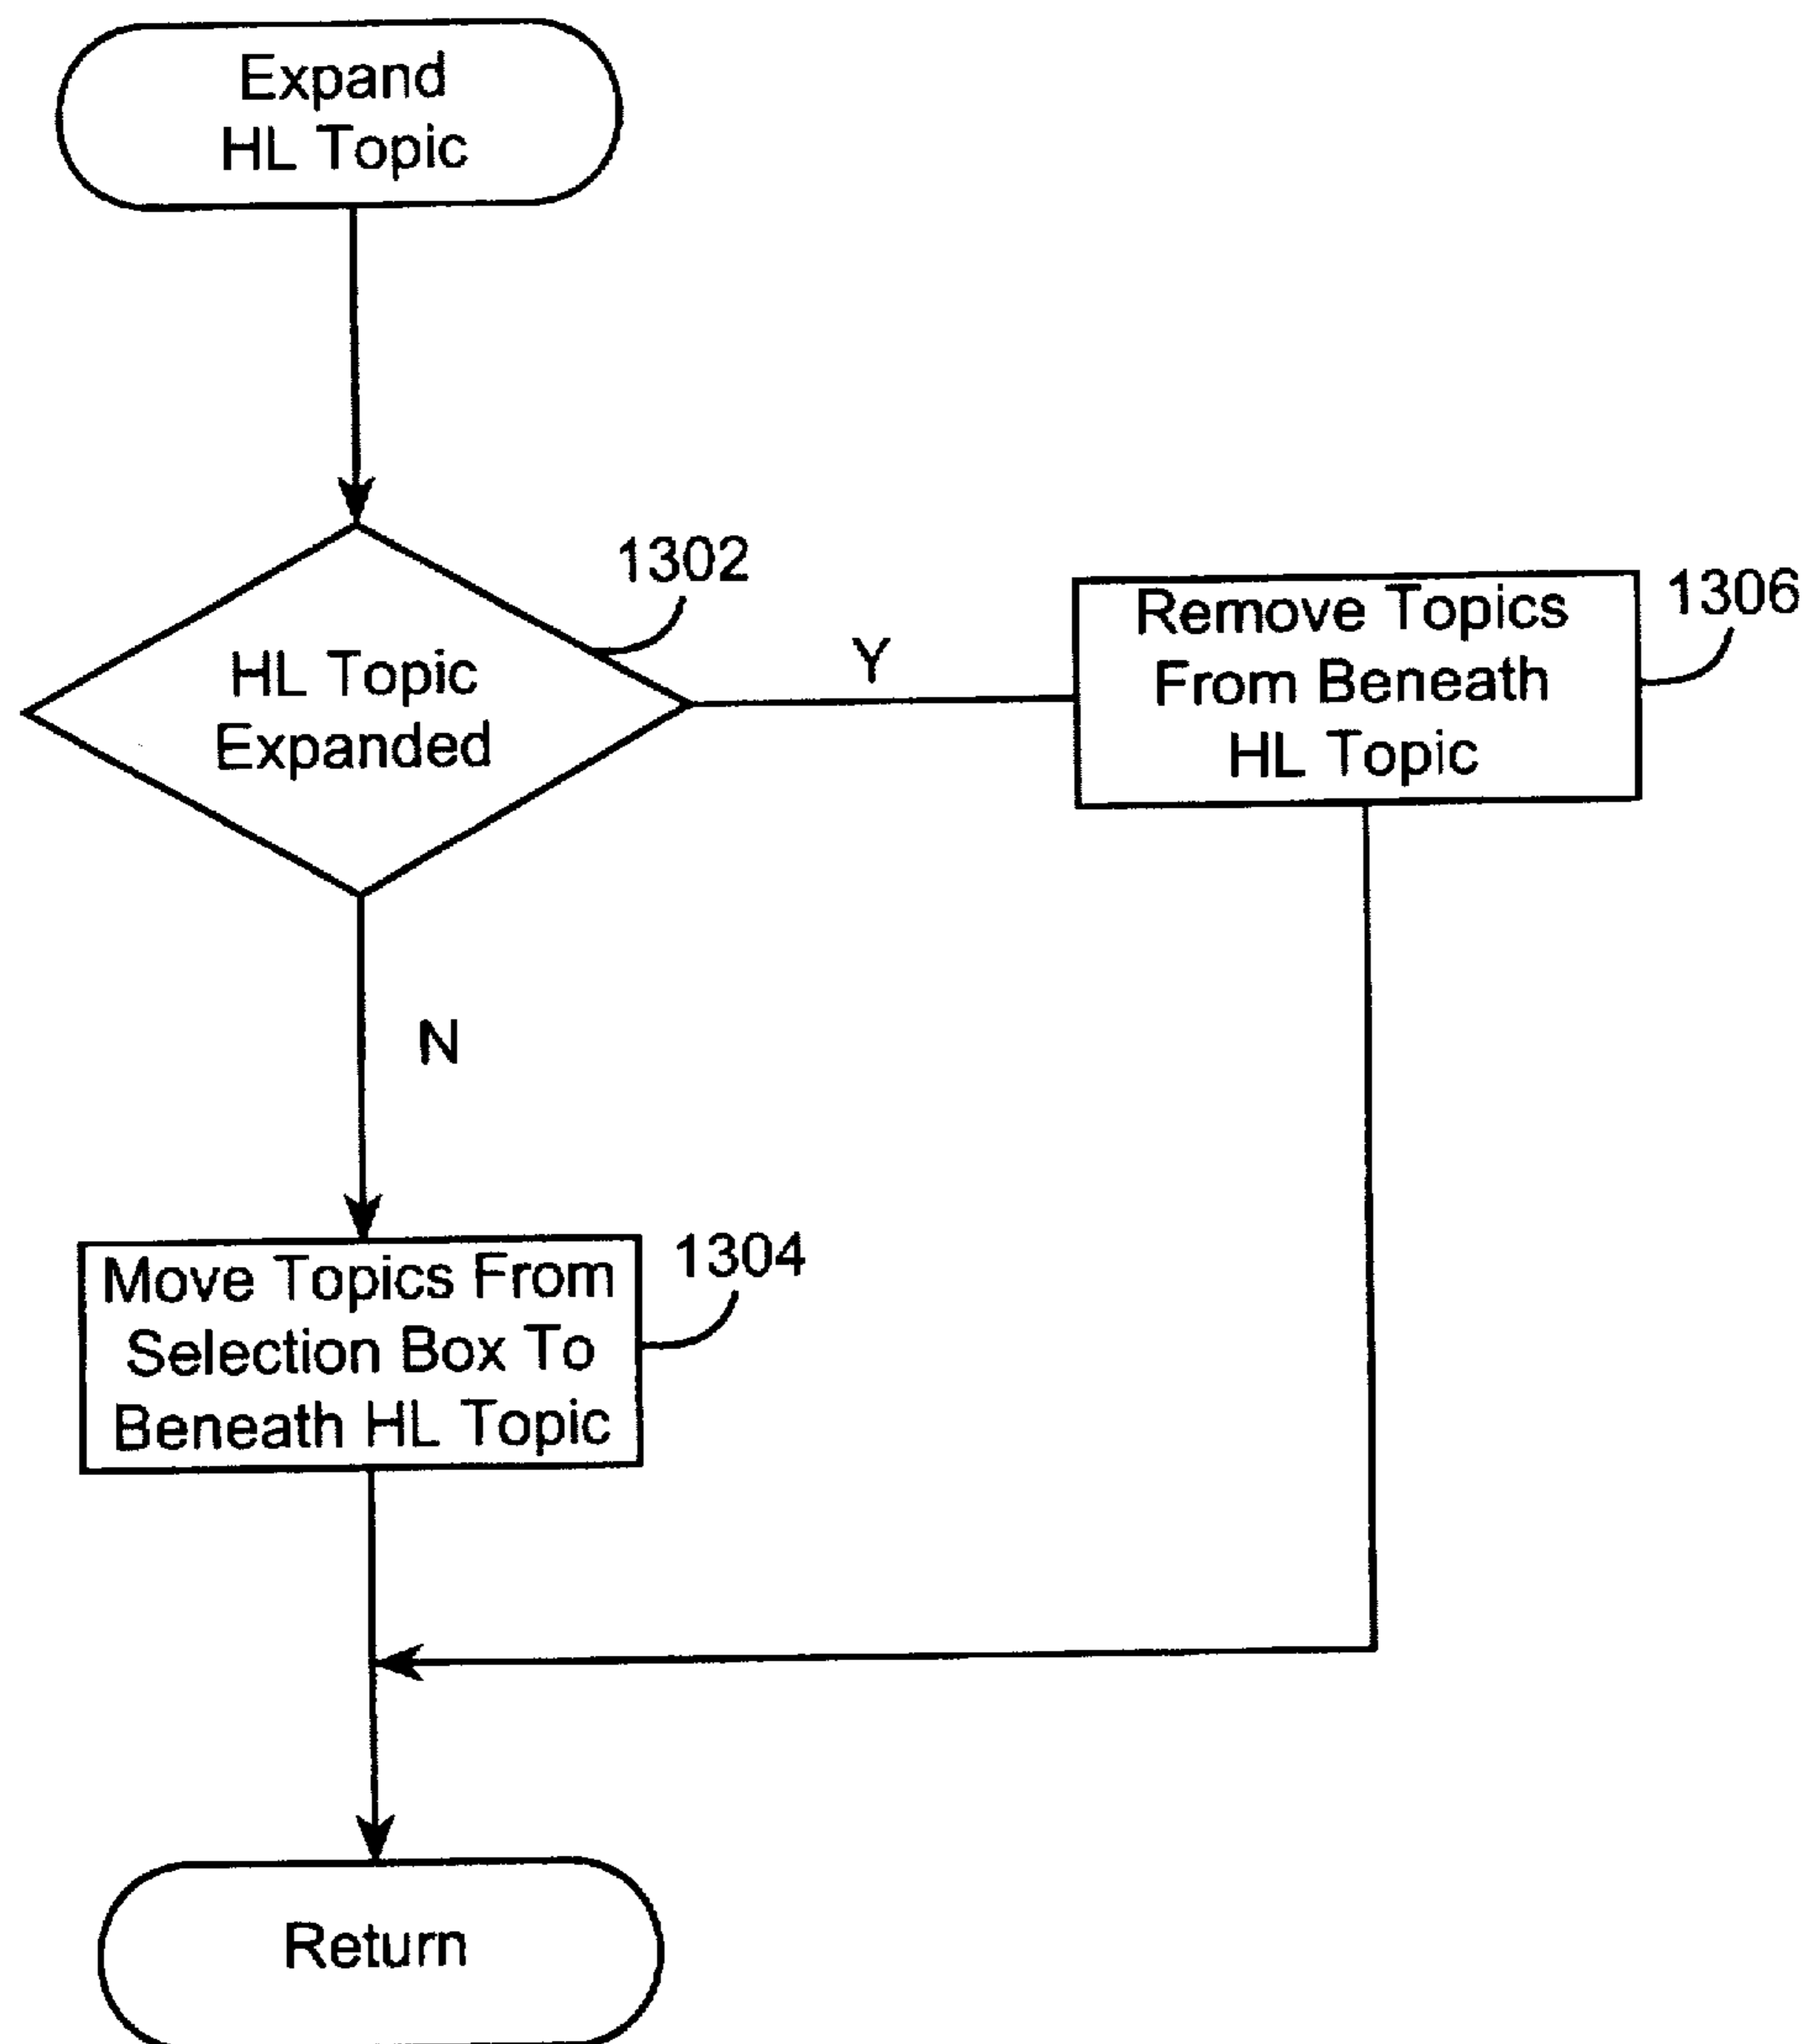 Expand
HL Topic
1302
HL Topic
Expanded
Y
Remove Topics
From Beneath
HL Topic
1306
N
Move Topics From
Selection Box To
Beneath HL Topic
1304
Return